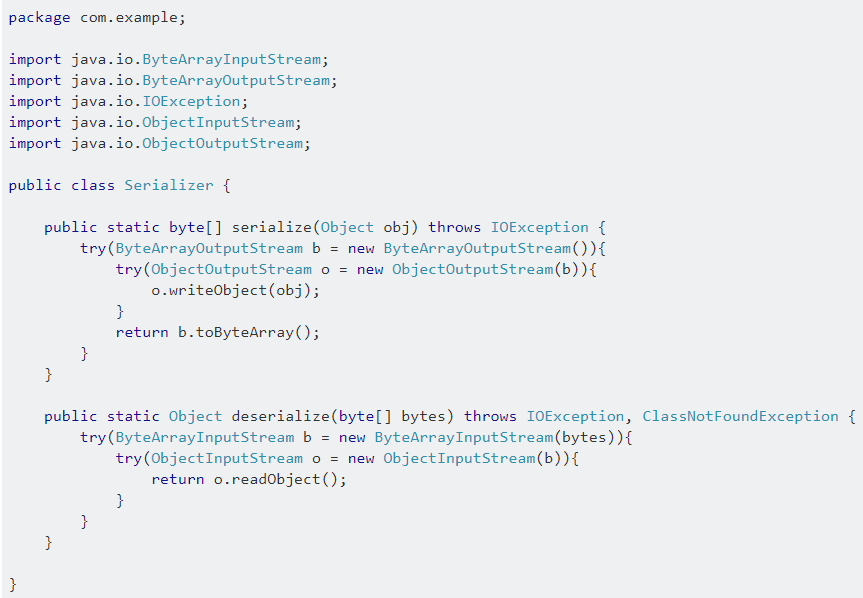 package com.example;
import java.io.ByteArrayInputStream;
import java.io.ByteArrayOutputStream;
import java.io.IOException;
import java.io.ObjectInputStream;
import java.io.ObjectOutputStream;
public class Serializer {
public static byte[] serialize(Object obj) throws IOException {
try(ByteArrayOutputStream b = new ByteArrayOutputStream()){
try(ObjectOutputStream o = new ObjectOutputStream(b)){
o.writeObject(obj);
}
return b.toByteArray();
}
}
public static Object deserialize(byte[] bytes) throws IOException, ClassNotFoundException {
try(ByteArrayInputStream b = new ByteArrayInputStream(bytes)){
try(ObjectInputStream o = new ObjectInputStream(b)){
return o.readObject();
}
}
}
}